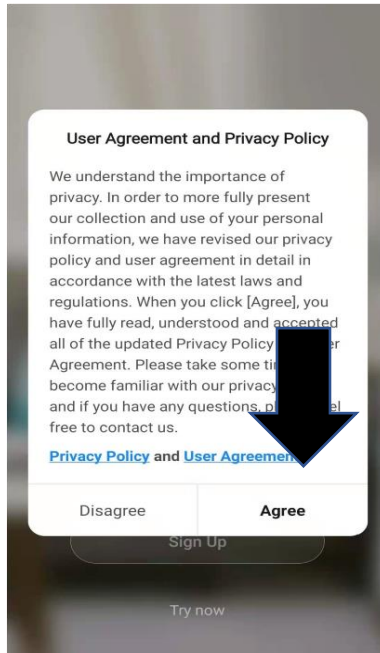 User Agreement and Privacy Policy
We understand the importance of
privacy. In order to more fully present
our collection and use of your personal
information, we have revised our privacy
policy and user agreement in detail in
accordance with the latest laws and
regulations. When you click [Agree], you
have fully read, understood and accepted
all of the updated Privacy Policy
Agreement. Please take some
become familiar with our privacy
and if you have any questions,
free to contact us.
Privacy Policy and User Agreement
Disagree
Agree
Sign Up
Try now